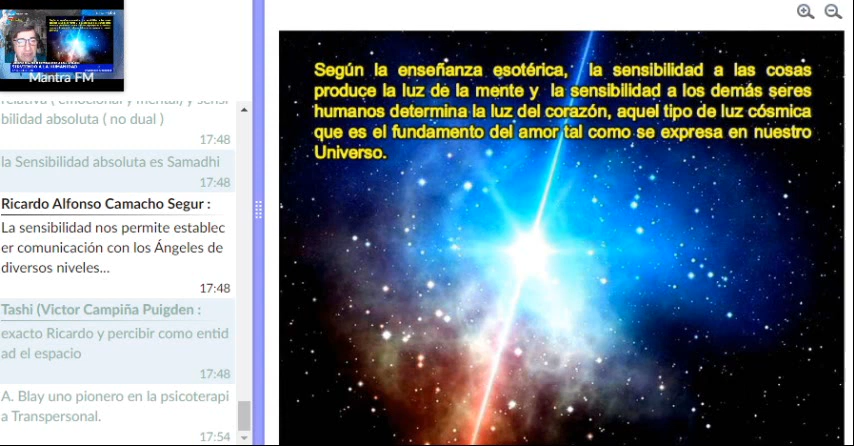 Mantra FM
relativa ( emocional y mental) y sensi
bilidad absoluta ( no dual )
17:48
la Sensibilidad absoluta es Samadhi
17:48
Ricardo Alfonso Camacho Segur :
La sensibilidad nos permite establec
er comunicación con los Ángeles de
diversos niveles...
17:48
Tashi (Victor Campiña Puigden :
exacto Ricardo y percibir como entid
ad el espacio
17:48
A. Blay uno pionero en la psicoterapi
a Transpersonal.
17:54
Según la enseñanza esotérica, la sensibilidad a las cosas
produce la luz de la mente y la sensibilidad a los demás seres
humanos determina la luz del corazón, aquel tipo de luz cósmica
que es el fundamento del amor tal como se expresa en nuestro
Universo.